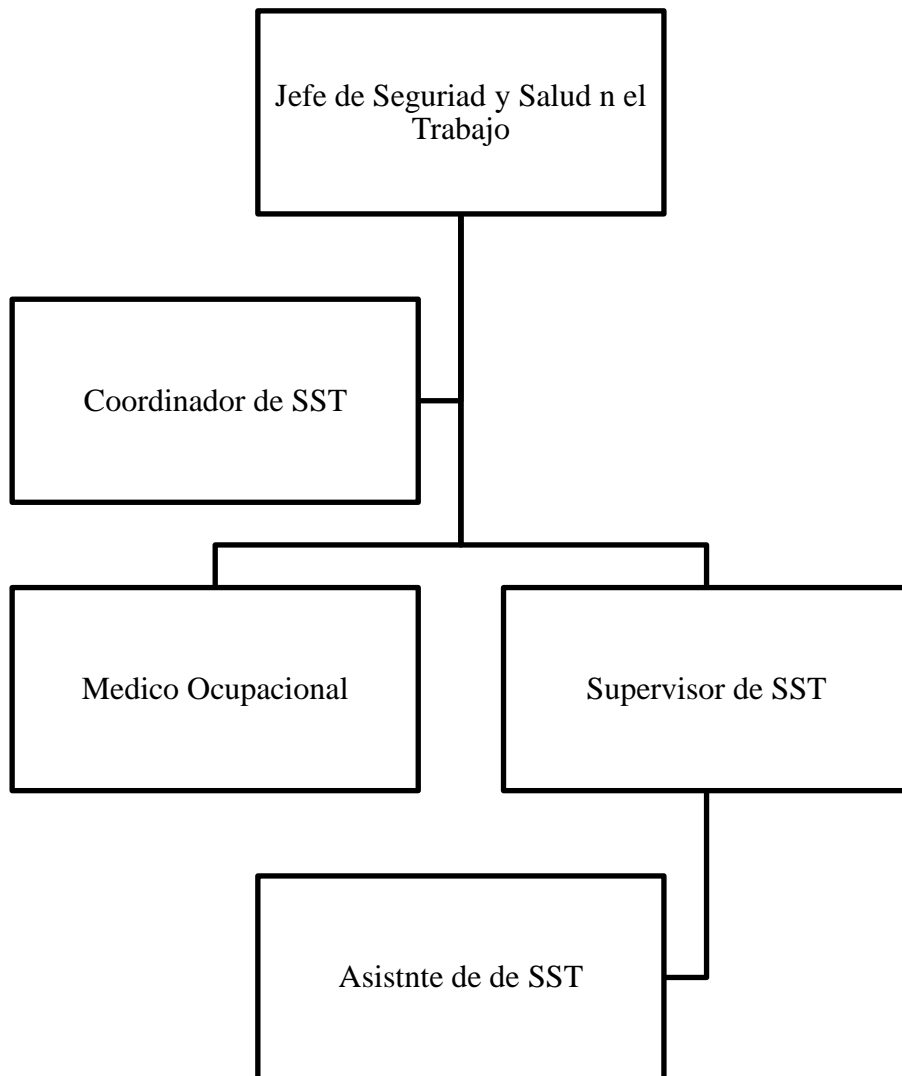 Jefe de Seguriad y Salud n el
Trabajo
Coordinador de SST
Medico Ocupacional
Supervisor de SST
Asistnte de de SST